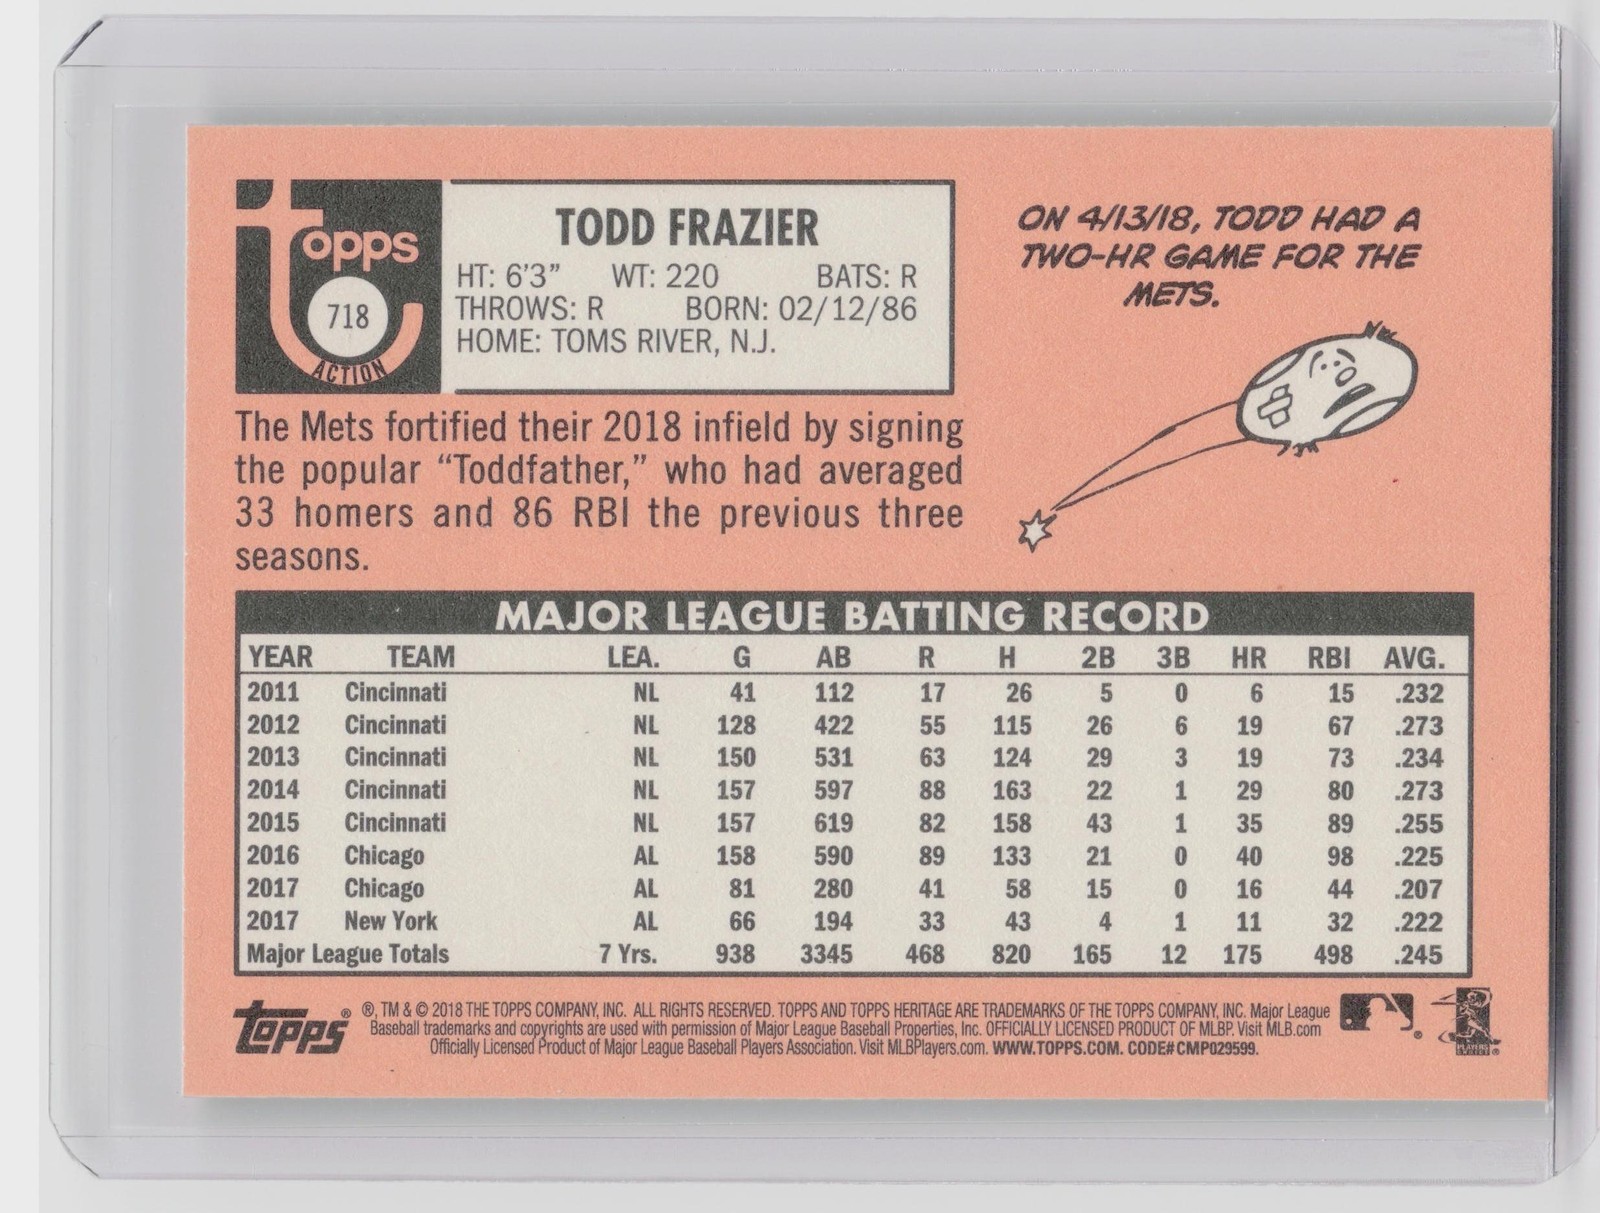 topps
718
ACTION
TODD FRAZIER
HT: 6'3" WT: 220 BATS: R
THROWS: R BORN: 02/12/86
HOME: TOMS RIVER, N.J.
ON 4/13/18, TODD HAD A
TWO-HR GAME FOR THE
METS.
The Mets fortified their 2018 infield by signing
the popular “Toddfather,” who had averaged
33 homers and 86 RBI the previous three
seasons.
MAJOR LEAGUE BATTING RECORD
YEAR TEAM LEA. G AB R H 2B 3B HR RBI AVG.
2011 Cincinnati NL 41 112 17 26 5 0 6 15 .232
2012 Cincinnati NL 128 422 55 115 26 6 19 67 .273
2013 Cincinnati NL 150 531 63 124 29 3 19 73 .234
2014 Cincinnati NL 157 597 88 163 22 1 29 80 .273
2015 Cincinnati NL 157 619 82 158 43 1 35 89 .255
2016 Chicago AL 158 590 89 133 21 0 40 98 .225
2017 Chicago AL 81 280 41 58 15 0 16 44 .207
2017 New York AL 66 194 33 43 4 1 11 32 .222
Major League Totals 7 Yrs. 938 3345 468 820 165 12 175 498 .245
topps® ®, TM & © 2018 THE TOPPS COMPANY, INC. ALL RIGHTS RESERVED. TOPPS AND TOPPS HERITAGE ARE TRADEMARKS OF THE TOPPS COMPANY, INC. Major League
Baseball trademarks and copyrights are used with permission of Major League Baseball Properties, Inc. OFFICIALLY LICENSED PRODUCT OF MLBP. Visit MLB.com
Officially Licensed Product of Major League Baseball Players Association. Visit MLBPlayers.com. WWW.TOPPS.COM. CODE#CMP029599.
PLAYERS
CHOICE